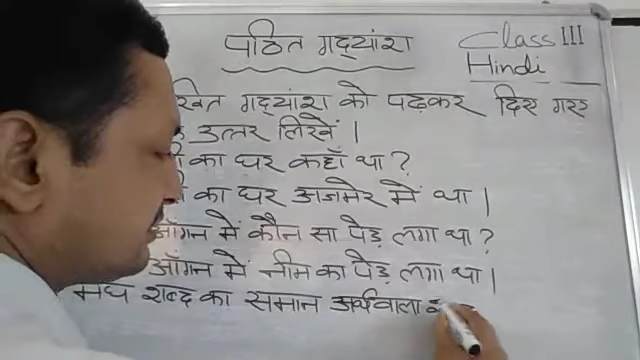 पठित गद्यांश
Class III
Hindi
गद्यांश को पढ़कर दिए गए
उत्तर लिखें।
का घर कहाँ था?
का घर अजमेर में था।
आँगन में कौन सा पेड़ लगा था?
आँगन में नीम का पेड़ लगा था।
शब्द का समान अर्थवाला